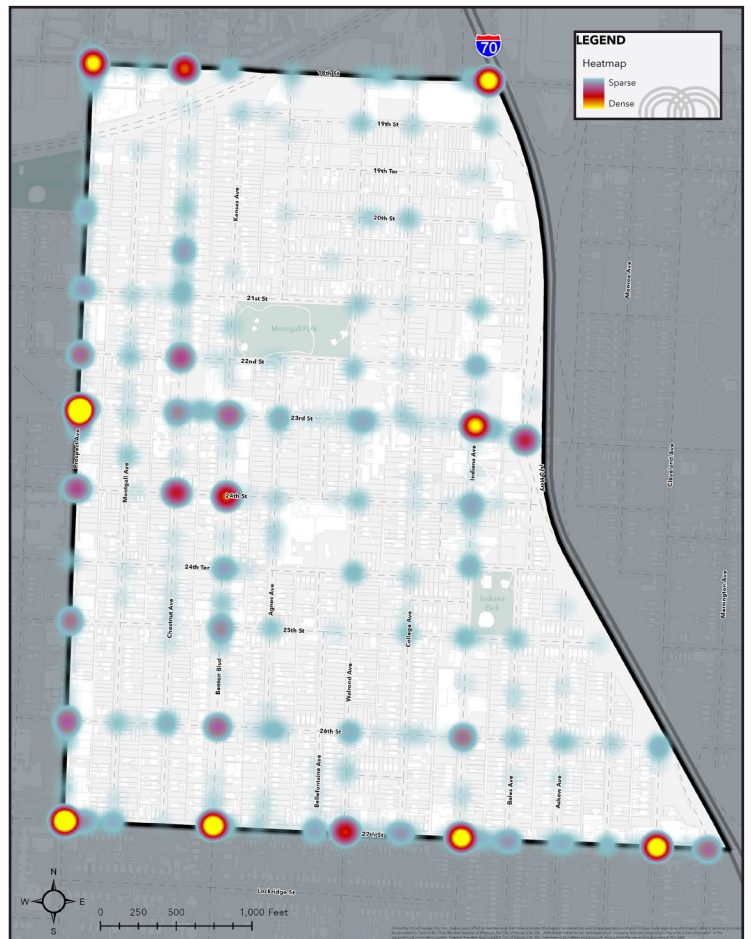 70
LEGEND
Heatmap
Sparse
Dense
18th St
19th St
19th Ter
Kansas Ave
20th St
Monroe Ave
21st St
Montgall Park
22nd St
23rd St
Prospect Ave
Indiana Ave
Cleveland Ave
Montgall Ave
24th St
24th Ter
Myrtle Ave
Chestnut Ave
Agnes Ave
Indiana
Park
College Ave
25th St
Benton Blvd
Walrond Ave
26th St
Bellefontaine Ave
Bales Ave
Askew Ave
27th St
Lockridge St
N
W
E
S
0 250 500 1,000 Feet